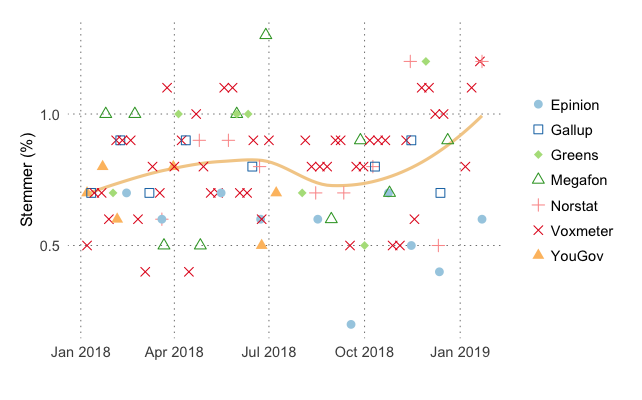 1.0
0.5
Stemmer (%)
Jan 2018
Apr 2018
Jul 2018
Oct 2018
Jan 2019
Epinion
Gallup
Greens
Megafon
Norstat
Voxmeter
YouGov